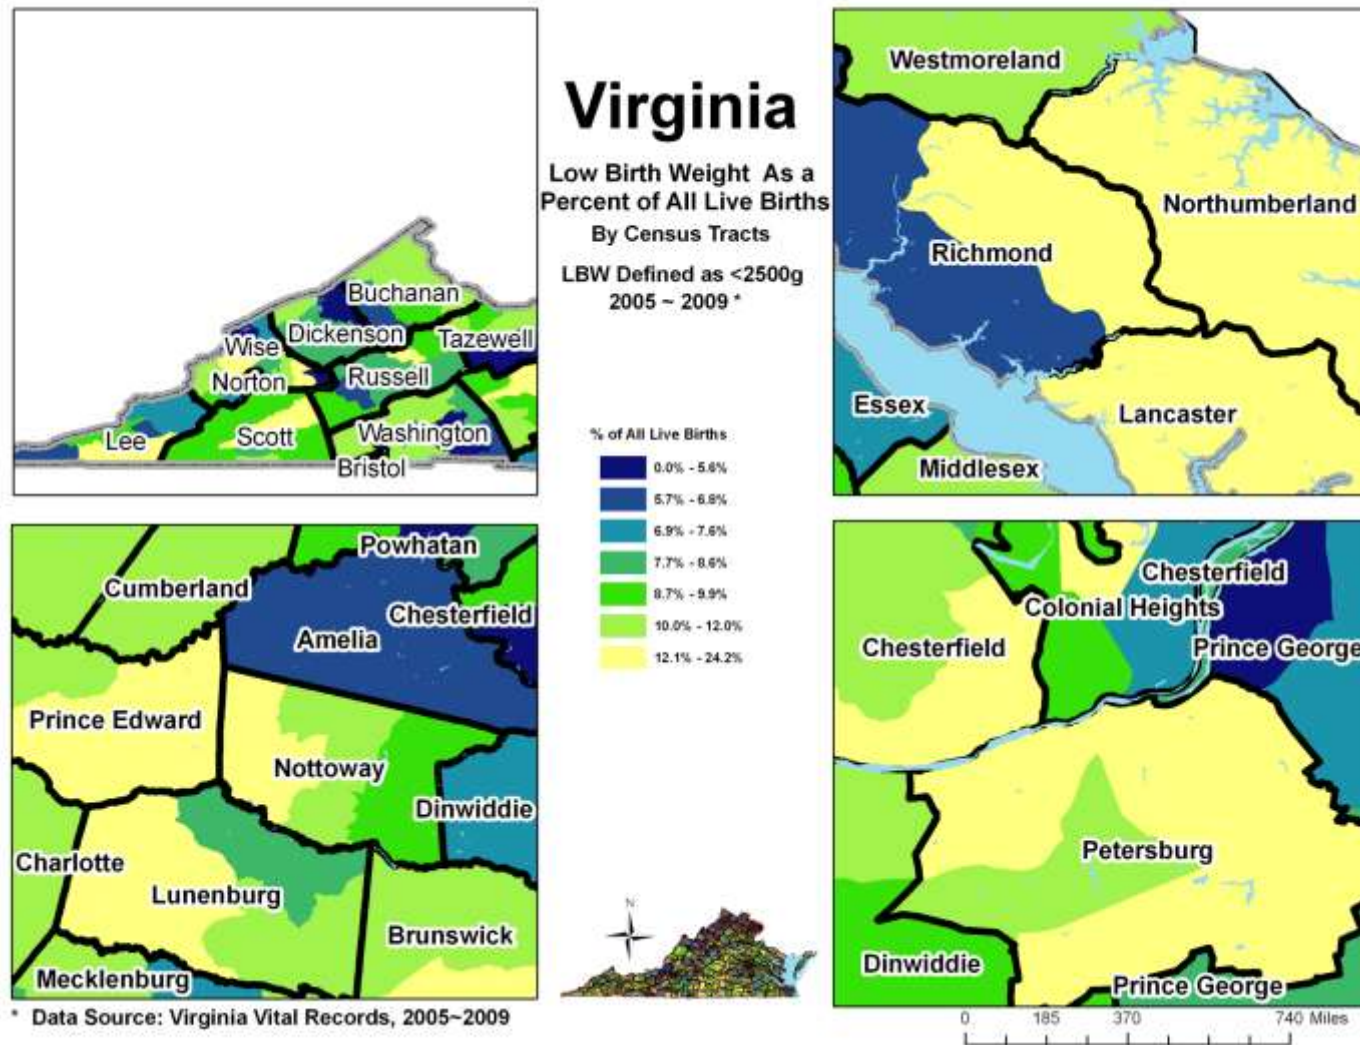 Virginia
Low Birth Weight As a
Percent of All Live Births
By Census Tracts
LBW Defined as <2500g
2005 ~ 2009 *
Buchanan
Dickenson
Tazewell
Wise
Norton
Russell
Lee
Scott
Washington
Bristol
Westmoreland
Northumberland
Richmond
Essex
Lancaster
Middlesex
% of All Live Births
0.0% - 5.6%
5.7% - 6.8%
6.9% - 7.6%
7.7% - 8.6%
8.7% - 9.9%
10.0% - 12.0%
12.1% - 24.2%
Powhatan
Cumberland
Chesterfield
Amelia
Prince Edward
Nottoway
Dinwiddie
Charlotte
Lunenburg
Brunswick
Mecklenburg
Chesterfield
Colonial Heights
Chesterfield
Prince George
Petersburg
Dinwiddie
Prince George
N
* Data Source: Virginia Vital Records, 2005~2009
0 185 370 740 Miles